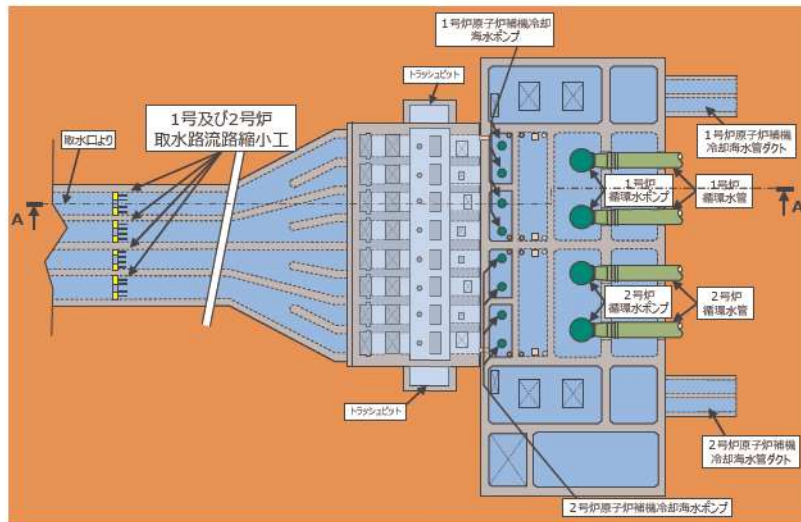 1号炉原子炉補機冷却
海水ポンプ
トラッシュピット
1号及び2号炉
取水路流路縮小工
取水口より
1号炉原子炉補機
冷却海水管ダクト
A
A
1号炉
循環水ポンプ
1号炉
循環水管
2号炉
循環水ポンプ
2号炉
循環水管
トラッシュピット
2号炉原子炉補機
冷却海水管ダクト
2号炉原子炉補機冷却海水ポンプ